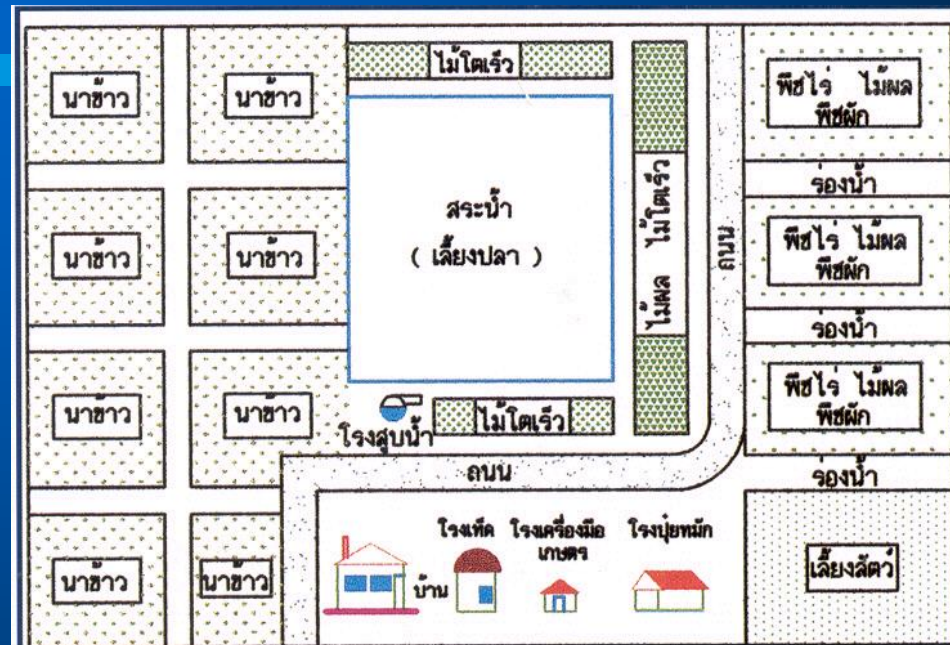 นาข้าว
นาข้าว
ไม้โตเร็ว
พืชไร่ ไม้ผล
พืชผัก
ร่องน้ำ
สระน้ำ
( เลี้ยงปลา )
ไม้ผล ไม้โตเร็ว
ถนน
นาข้าว
นาข้าว
พืชไร่ ไม้ผล
พืชผัก
ร่องน้ำ
นาข้าว
นาข้าว
โรงสูบน้ำ
ไม้โตเร็ว
พืชไร่ ไม้ผล
พืชผัก
ถนน
ร่องน้ำ
นาข้าว
นาข้าว
บ้าน
โรงเห็ด
โรงเครื่องมือ
เกษตร
โรงปุ๋ยหมัก
เลี้ยงสัตว์